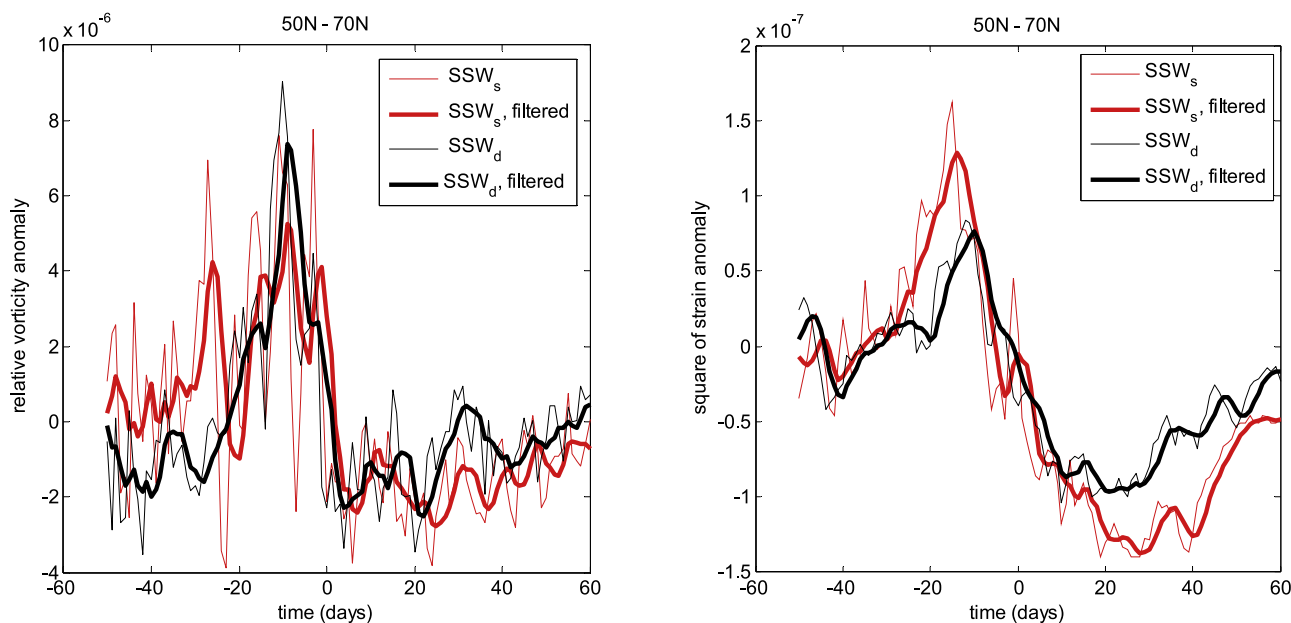 50N - 70N
x 10^-6
10
8
6
4
2
0
-2
-4
-60 -40 -20 0 20 40 60
relative vorticity anomaly
time (days)
SSW_s
SSW_s, filtered
SSW_d
SSW_d, filtered
50N - 70N
x 10^-7
2
1.5
1
0.5
0
-0.5
-1
-1.5
-60 -40 -20 0 20 40 60
square of strain anomaly
time (days)
SSW_s
SSW_s, filtered
SSW_d
SSW_d, filtered